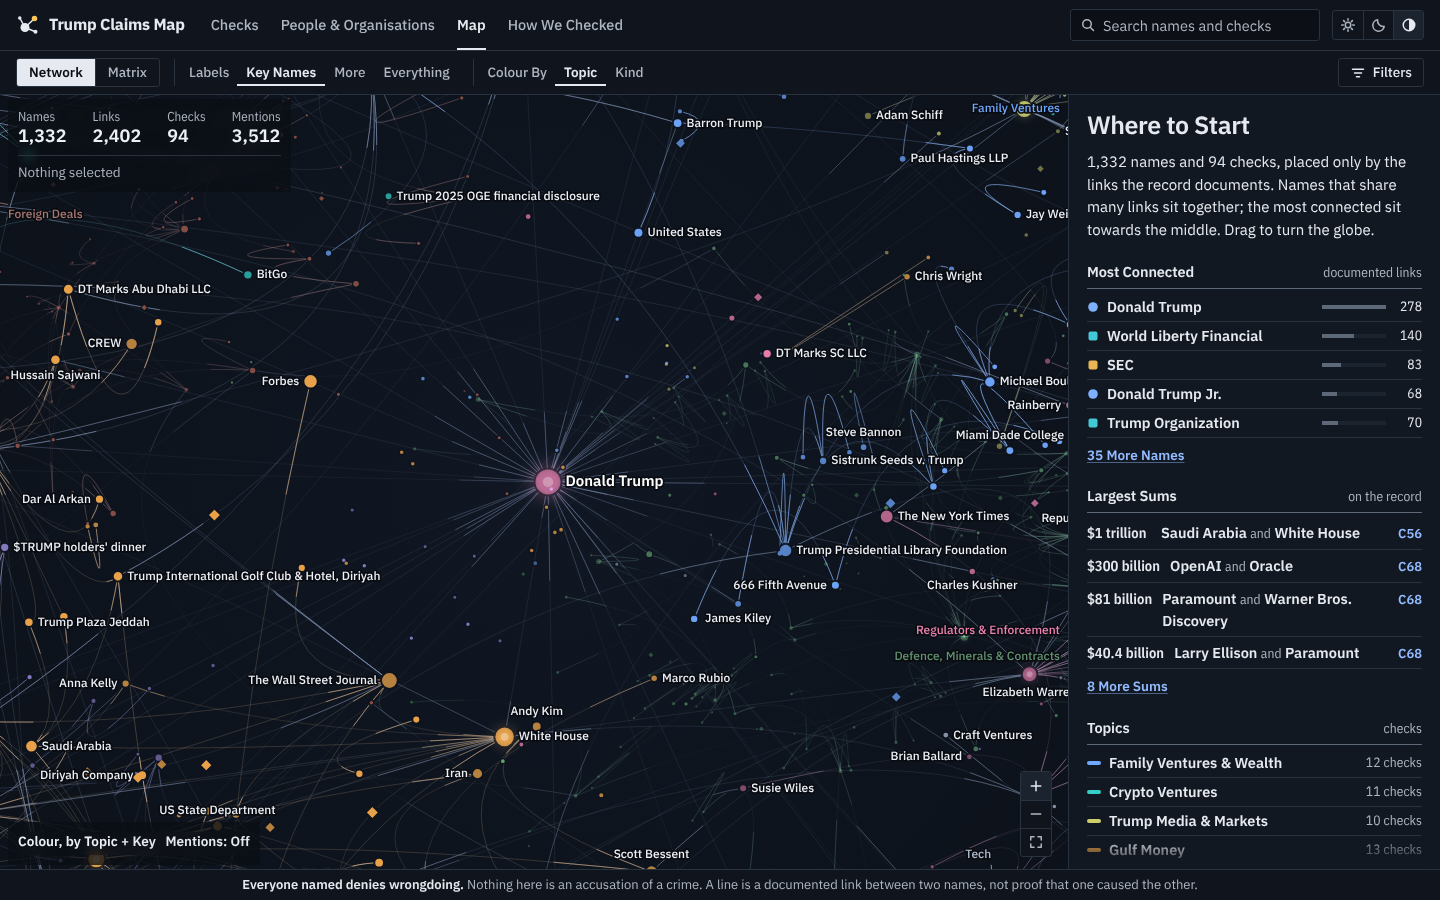 Trump Claims Map
Checks
People & Organisations
Map
How We Checked
Search names and checks
Network
Matrix
Labels
Key Names
More
Everything
Colour By
Topic
Kind
Filters
Names
Links
Checks
Mentions
1,332
2,402
94
3,512
Nothing selected
Foreign Deals
Barron Trump
Adam Schiff
Family Ventures
Paul Hastings LLP
Trump 2025 OGE financial disclosure
United States
Jay Wei
BitGo
Chris Wright
DT Marks Abu Dhabi LLC
CREW
Hussain Sajwani
Forbes
DT Marks SC LLC
Michael Boul
Rainberry
Steve Bannon
Miami Dade College
Sistrunk Seeds v. Trump
Donald Trump
Dar Al Arkan
The New York Times
Repu
$TRUMP holders' dinner
Trump Presidential Library Foundation
Trump International Golf Club & Hotel, Diriyah
666 Fifth Avenue
Charles Kushner
James Kiley
Trump Plaza Jeddah
Regulators & Enforcement
Defence, Minerals & Contracts
Anna Kelly
The Wall Street Journal
Marco Rubio
Elizabeth Warre
Andy Kim
White House
Craft Ventures
Saudi Arabia
Brian Ballard
Diriyah Company
Iran
Susie Wiles
US State Department
Scott Bessent
Tech
Colour, by Topic + Key
Mentions: Off
Where to Start
1,332 names and 94 checks, placed only by the
links the record documents. Names that share
many links sit together; the most connected sit
towards the middle. Drag to turn the globe.
Most Connected
documented links
Donald Trump
278
World Liberty Financial
140
SEC
83
Donald Trump Jr.
68
Trump Organization
70
35 More Names
Largest Sums
on the record
$1 trillion
Saudi Arabia and White House
C56
$300 billion
OpenAI and Oracle
C68
$81 billion
Paramount and Warner Bros.
Discovery
C68
$40.4 billion
Larry Ellison and Paramount
C68
8 More Sums
Topics
checks
Family Ventures & Wealth
12 checks
Crypto Ventures
11 checks
Trump Media & Markets
10 checks
Gulf Money
13 checks
Everyone named denies wrongdoing. Nothing here is an accusation of a crime. A line is a documented link between two names, not proof that one caused the other.